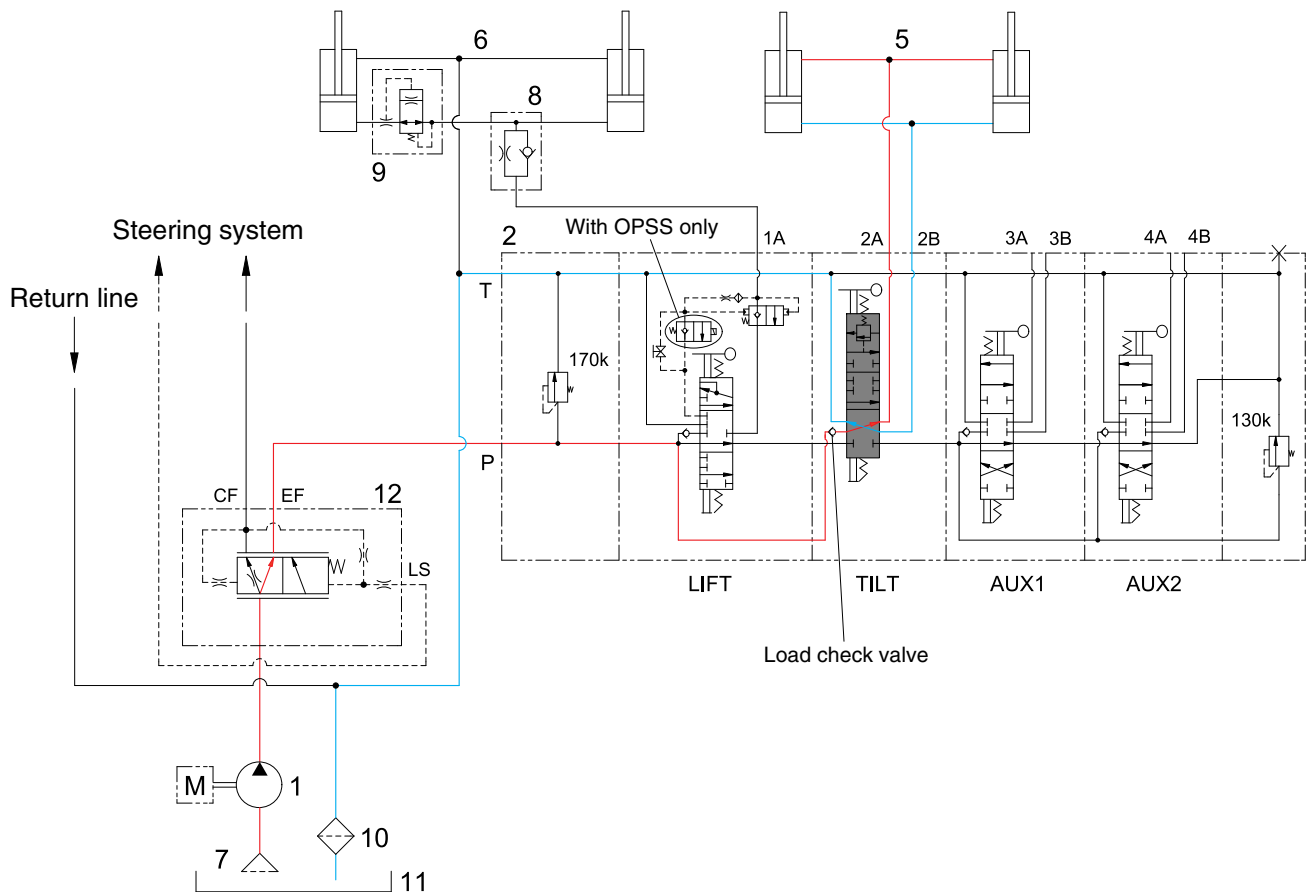 6
5
8
9
With OPSS only
Steering system
2
1A
2A
2B
3A
3B
4A
4B
Return line
T
170k
130k
P
CF
EF
12
LS
LIFT
TILT
AUX1
AUX2
Load check valve
M
1
10
7
11